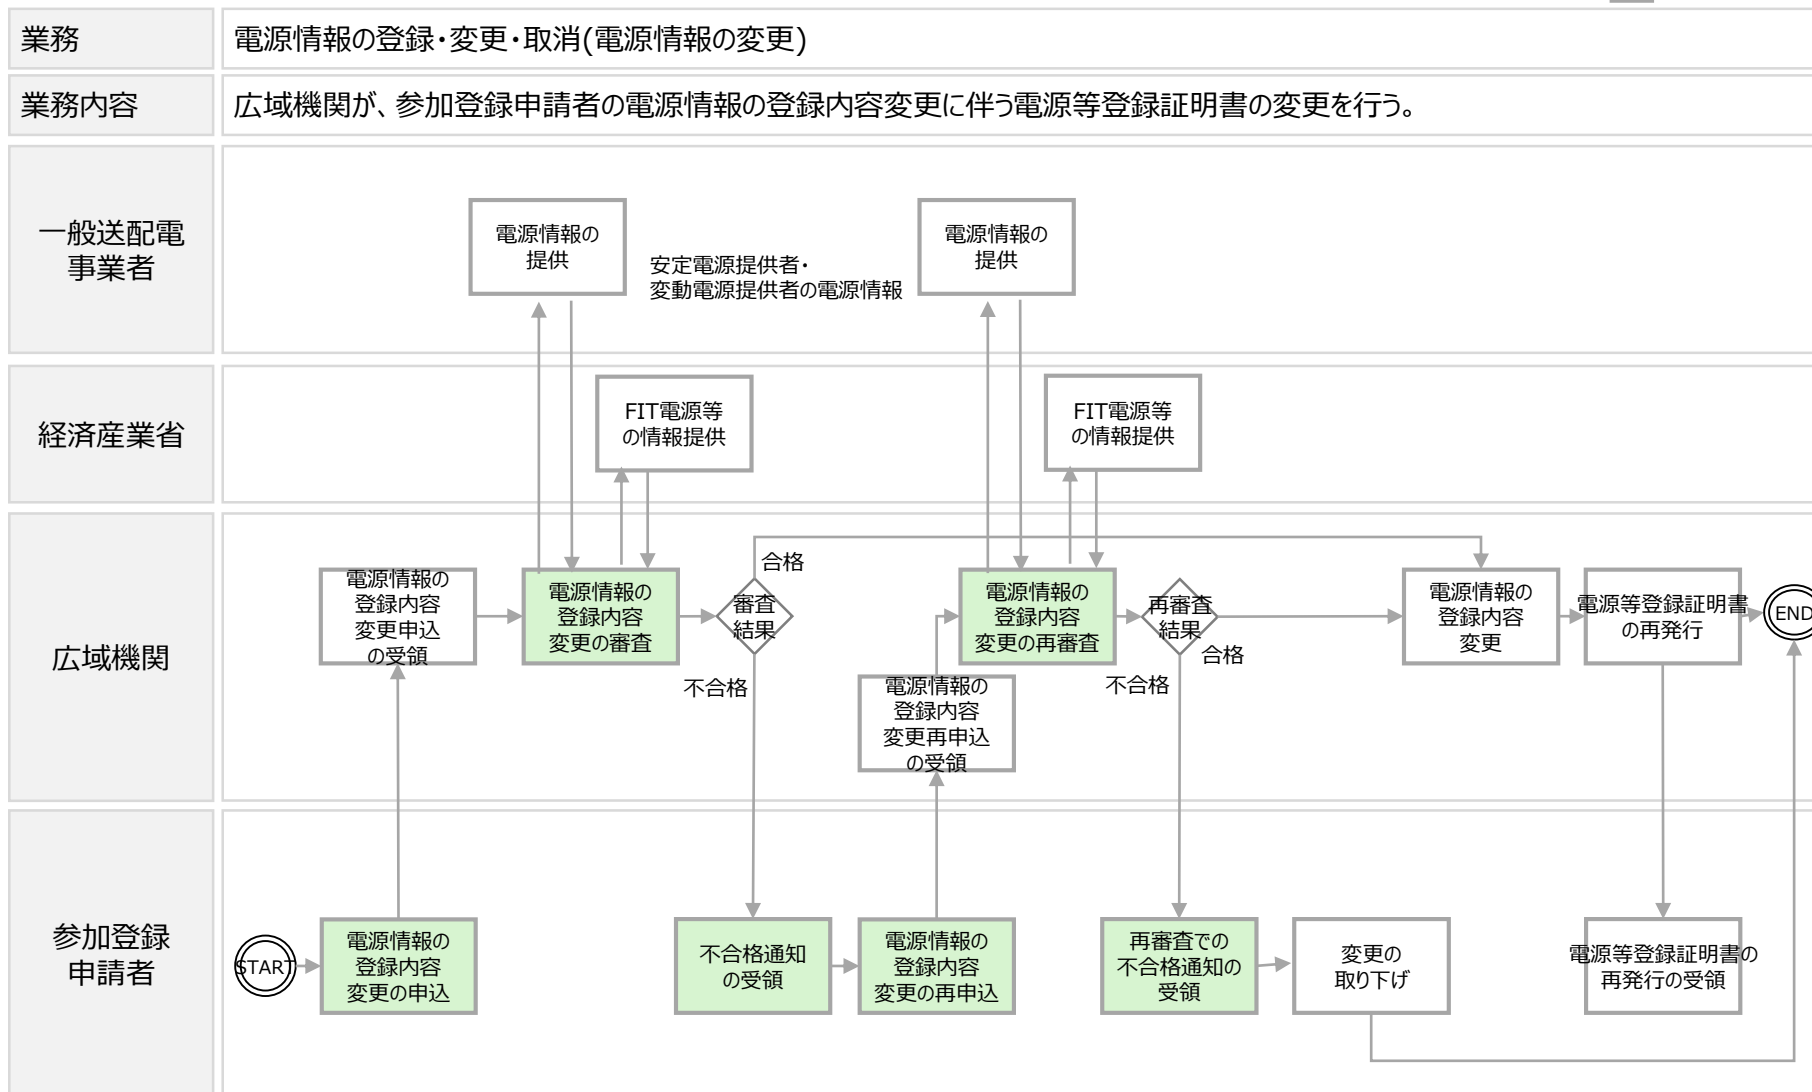 業務
電源情報の登録・変更・取消(電源情報の変更)
業務内容
広域機関が、参加登録申請者の電源情報の登録内容変更に伴う電源等登録証明書の変更を行う。
一般送配電
事業者
電源情報の
提供
安定電源提供者・
変動電源提供者の電源情報
電源情報の
提供
経済産業省
FIT電源等
の情報提供
FIT電源等
の情報提供
広域機関
電源情報の
登録内容
変更申込
の受領
電源情報の
登録内容
変更の審査
審査
結果
合格
不合格
電源情報の
登録内容
変更再申込
の受領
電源情報の
登録内容
変更の再審査
再審査
結果
合格
不合格
電源情報の
登録内容
変更
電源等登録証明書
の再発行
END
参加登録
申請者
START
電源情報の
登録内容
変更の申込
不合格通知
の受領
電源情報の
登録内容
変更の再申込
再審査での
不合格通知の
受領
変更の
取り下げ
電源等登録証明書の
再発行の受領